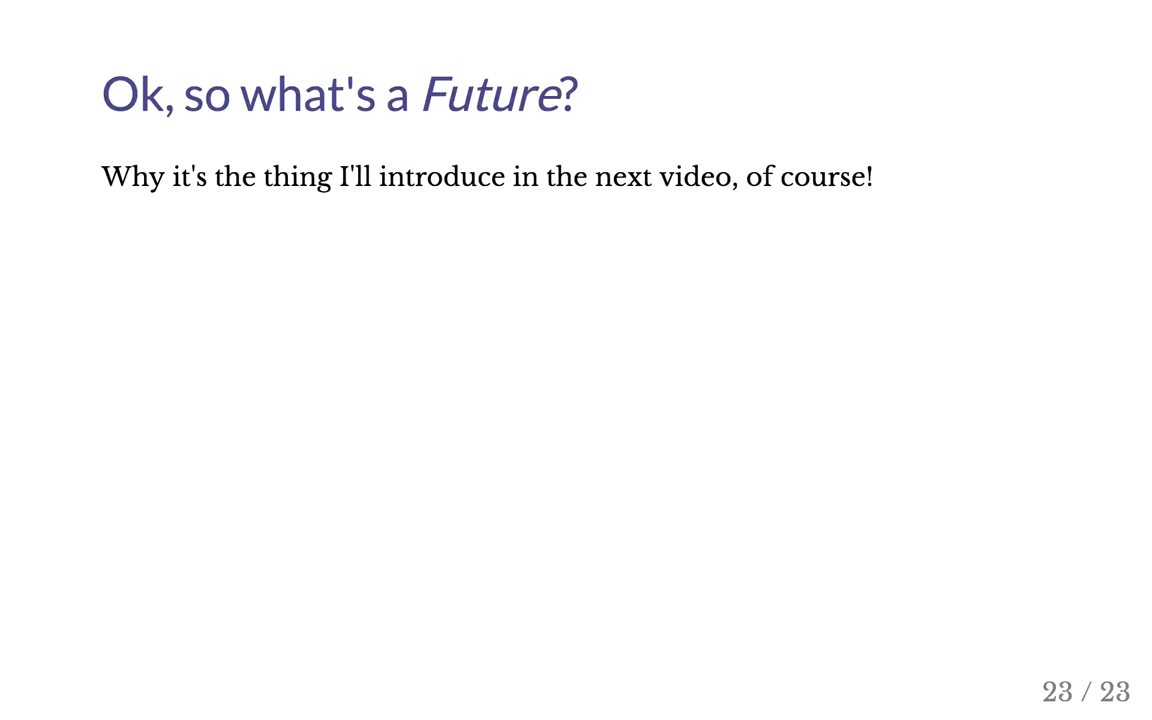 Ok, so what's a Future?
Why it's the thing I'll introduce in the next video, of course!
23 / 23